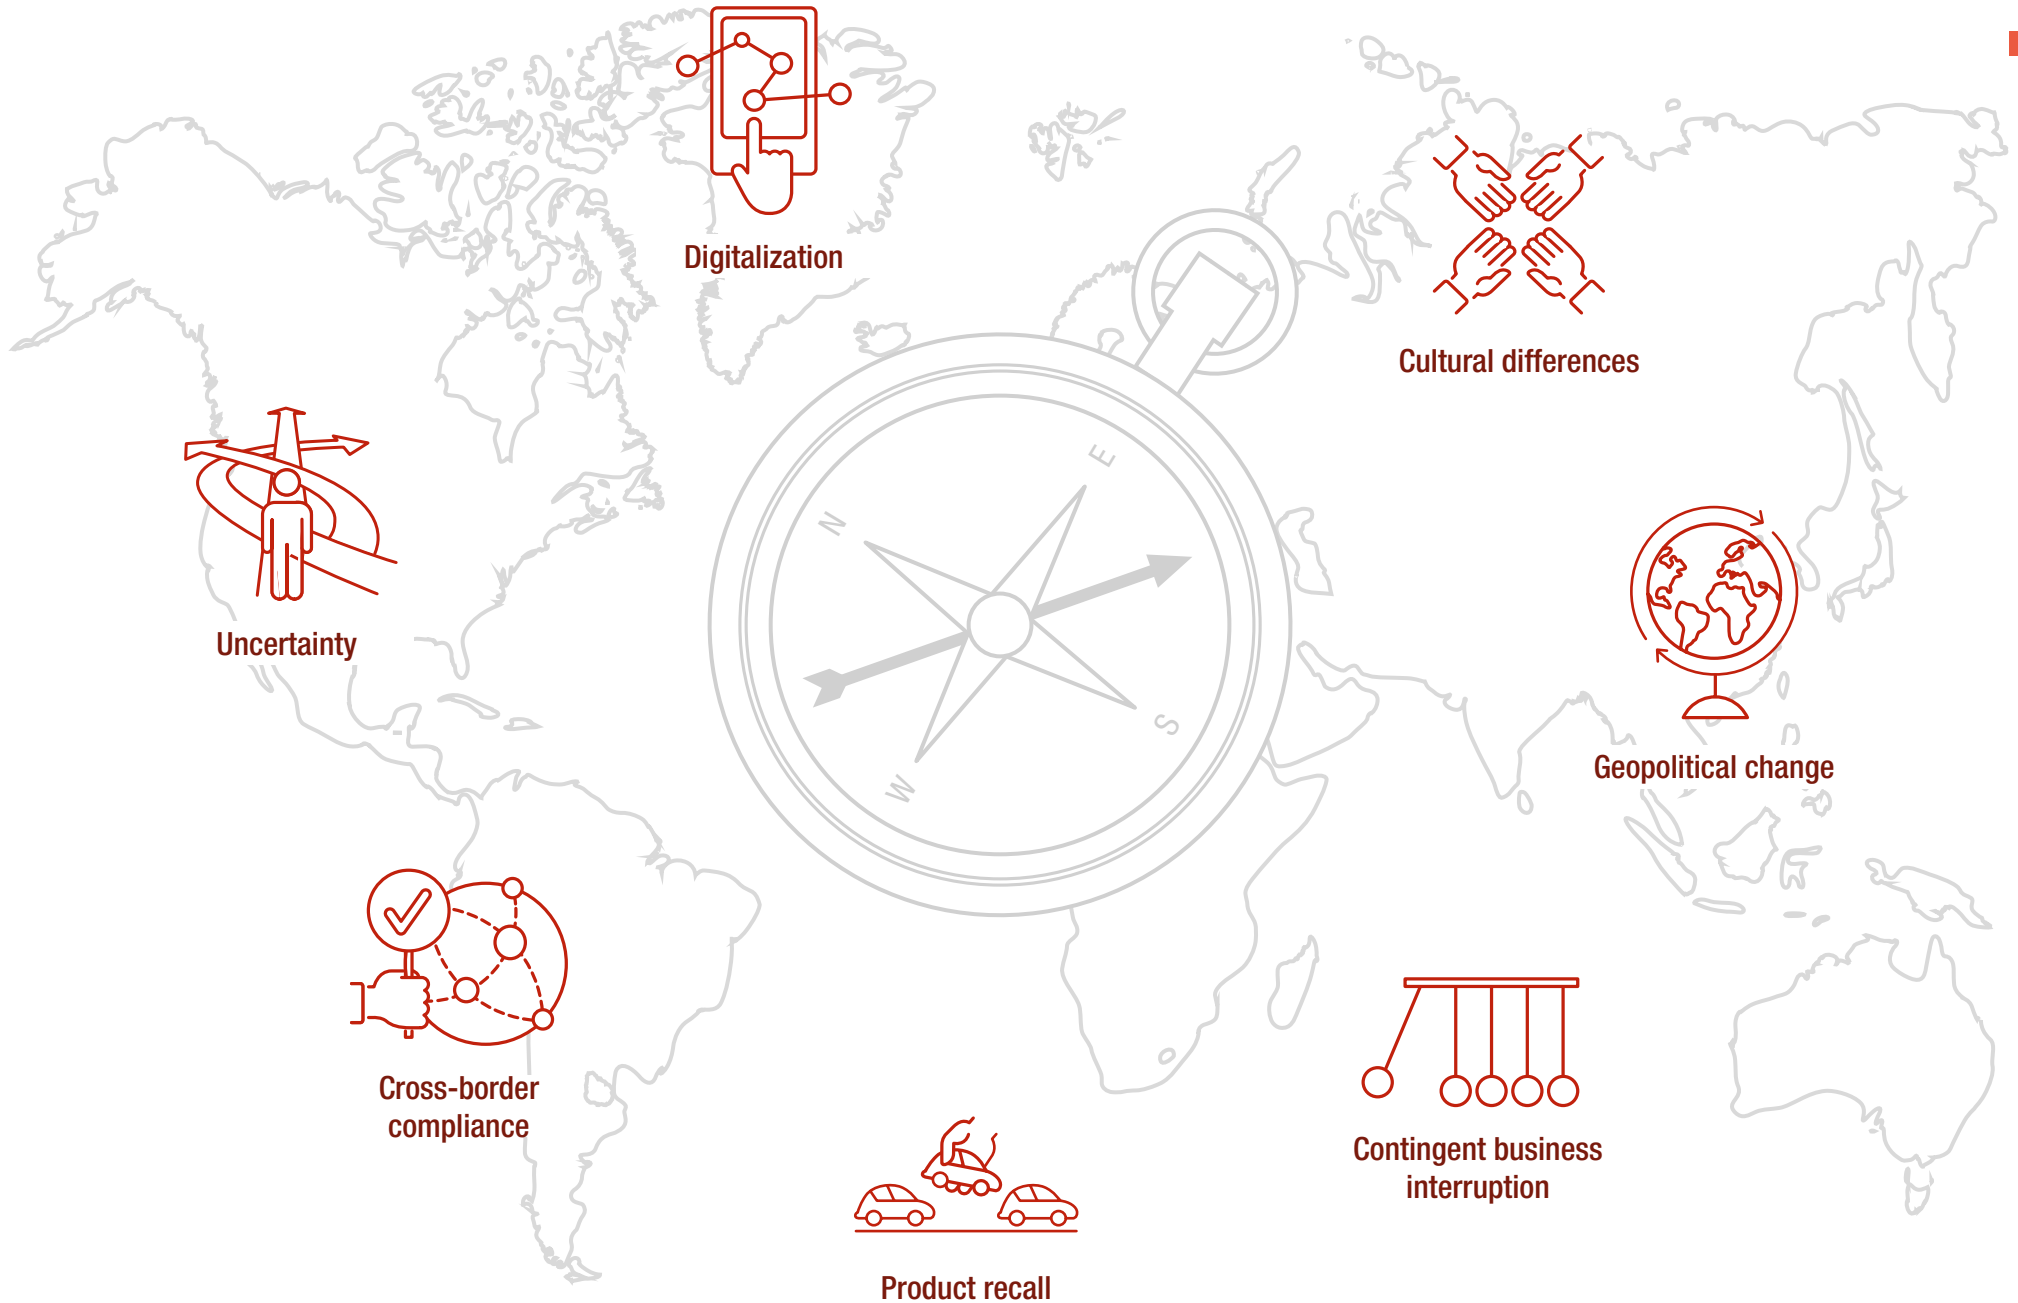 Digitalization
Cultural differences
E
N
Uncertainty
S
Geopolitical change
W
Cross-border
compliance
Contingent business
interruption
Product recall